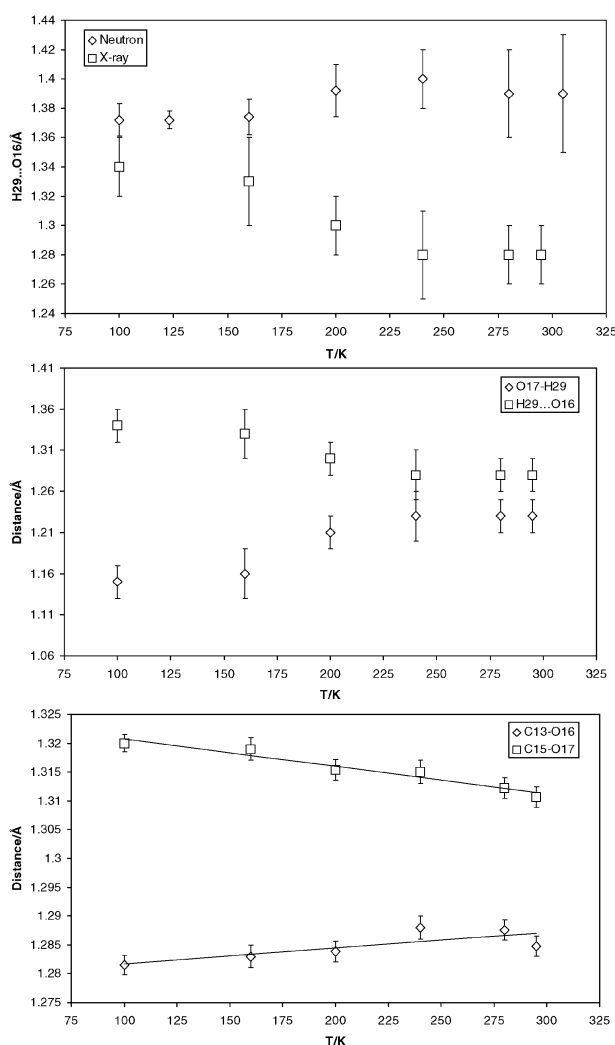 1.44
Neutron
X-ray
1.42
1.4
1.38
1.36
1.34
1.32
1.3
1.28
1.26
1.24
H29...O16/Å
75 100 125 150 175 200 225 250 275 300 325
T/K
1.41
O17-H29
H29...O16
1.36
1.31
1.26
1.21
1.16
1.11
1.06
Distance/Å
75 100 125 150 175 200 225 250 275 300 325
T/K
1.325
C13-O16
C15-O17
1.32
1.315
1.31
1.305
1.3
1.295
1.29
1.285
1.28
1.275
Distance/Å
75 100 125 150 175 200 225 250 275 300 325
T/K